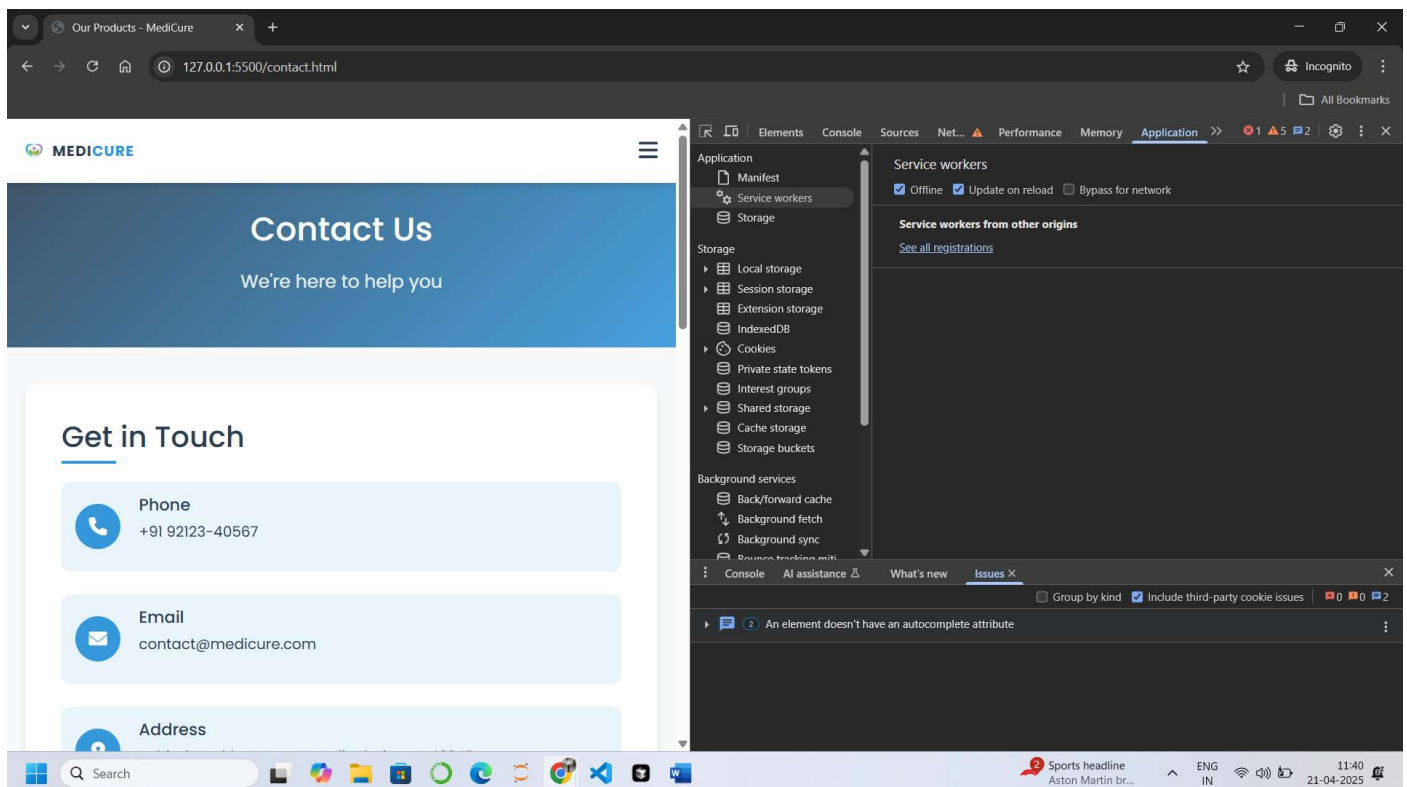 Our Products - MediCure
127.0.0.1:5500/contact.html
Incognito
All Bookmarks
MEDICURE
Contact Us
We're here to help you
Get in Touch
Phone
+91 92123-40567
Email
contact@medicure.com
Address
Elements Console Sources Net... Performance Memory Application 1 5 2
Application
Manifest
Service workers
Storage
Storage
Local storage
Session storage
Extension storage
IndexedDB
Cookies
Private state tokens
Interest groups
Shared storage
Cache storage
Storage buckets
Background services
Back/forward cache
Background fetch
Background sync
Bounce tracking miti
Service workers
Offline Update on reload Bypass for network
Service workers from other origins
See all registrations
Console AI assistance What's new Issues
Group by kind Include third-party cookie issues 0 0 2
2 An element doesn't have an autocomplete attribute
Search
2 Sports headline
Aston Martin br...
ENG
IN
11:40
21-04-2025